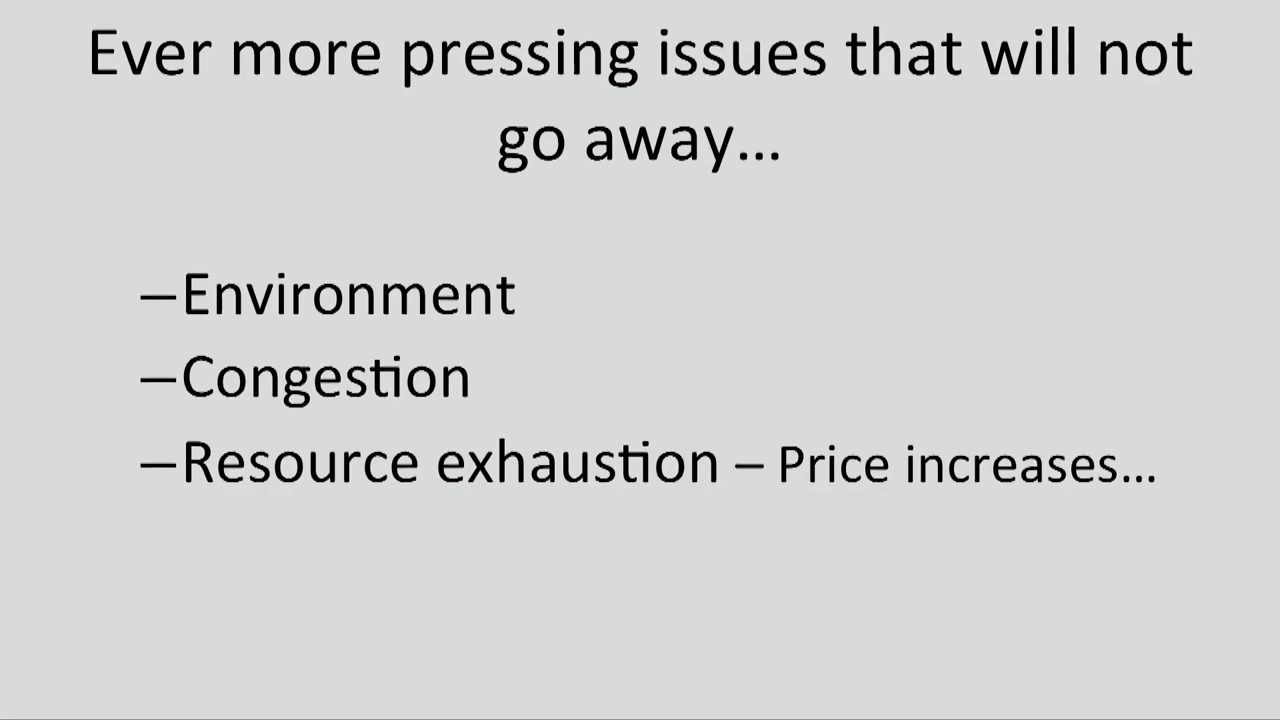 Ever more pressing issues that will not
go away…
–Environment
–Congestion
–Resource exhaustion – Price increases…